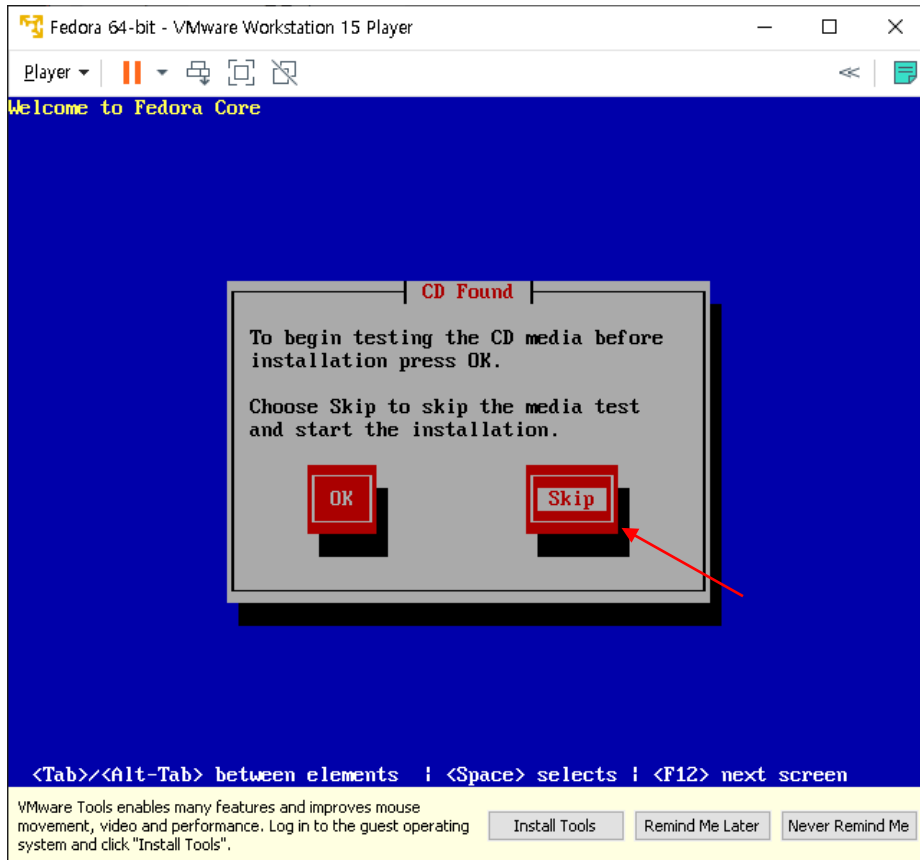 Fedora 64-bit - VMware Workstation 15 Player
Player
Welcome to Fedora Core
CD Found
To begin testing the CD media before
installation press OK.
Choose Skip to skip the media test
and start the installation.
OK Skip
<Tab>/<Alt-Tab> between elements | <Space> selects | <F12> next screen
VMware Tools enables many features and improves mouse
movement, video and performance. Log in to the guest operating
system and click "Install Tools".
Install Tools Remind Me Later Never Remind Me